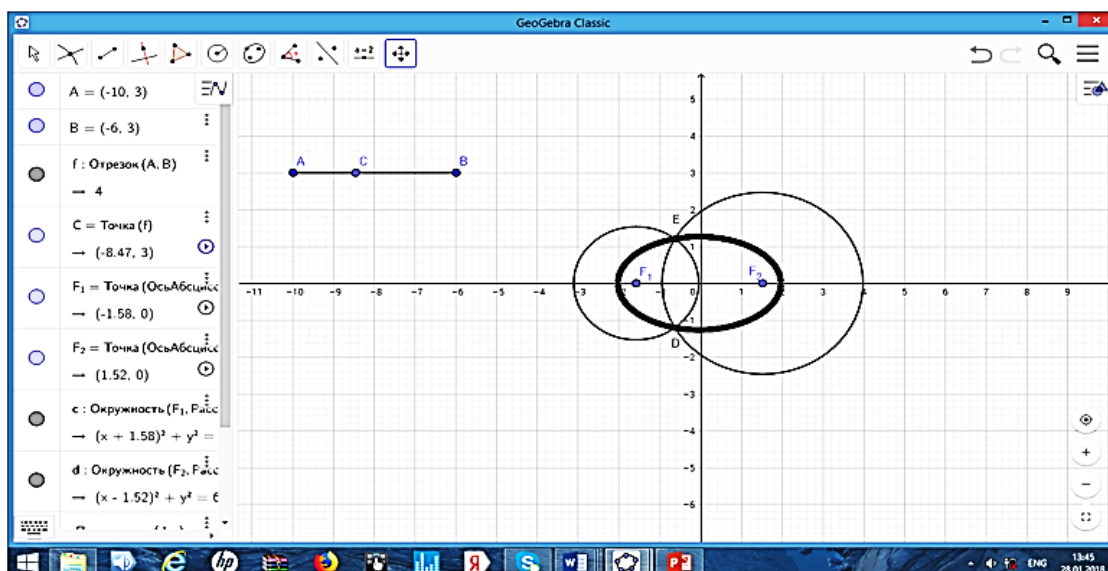 GeoGebra Classic
A = (-10, 3)
B = (-6, 3)
f : Отрезок (A, B)
→ 4
C = Точка (f)
→ (-8.47, 3)
F₁ = Точка (ОсьАбсцисс
→ (-1.58, 0)
F₂ = Точка (ОсьАбсцисс
→ (1.52, 0)
c : Окружность (F₁, Расс
→ (x + 1.58)² + y² =
d : Окружность (F₂, Расс
→ (x - 1.52)² + y² = 6
A C B
E
F₁ F₂
D
5
4
3
2
1
-11 -10 -9 -8 -7 -6 -5 -4 -3 -2 -1 0 1 2 3 4 5 6 7 8 9
-1
-2
-3
-4
-5
-6
ENG
13:45
28.01.2018